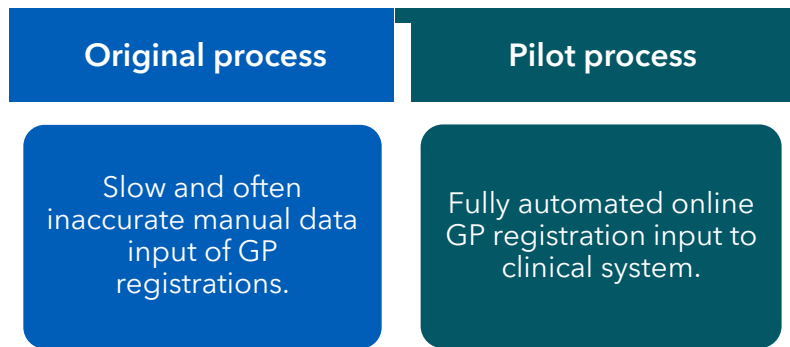 Original process
Pilot process
Slow and often
inaccurate manual data
input of GP
registrations.
Fully automated online
GP registration input to
clinical system.